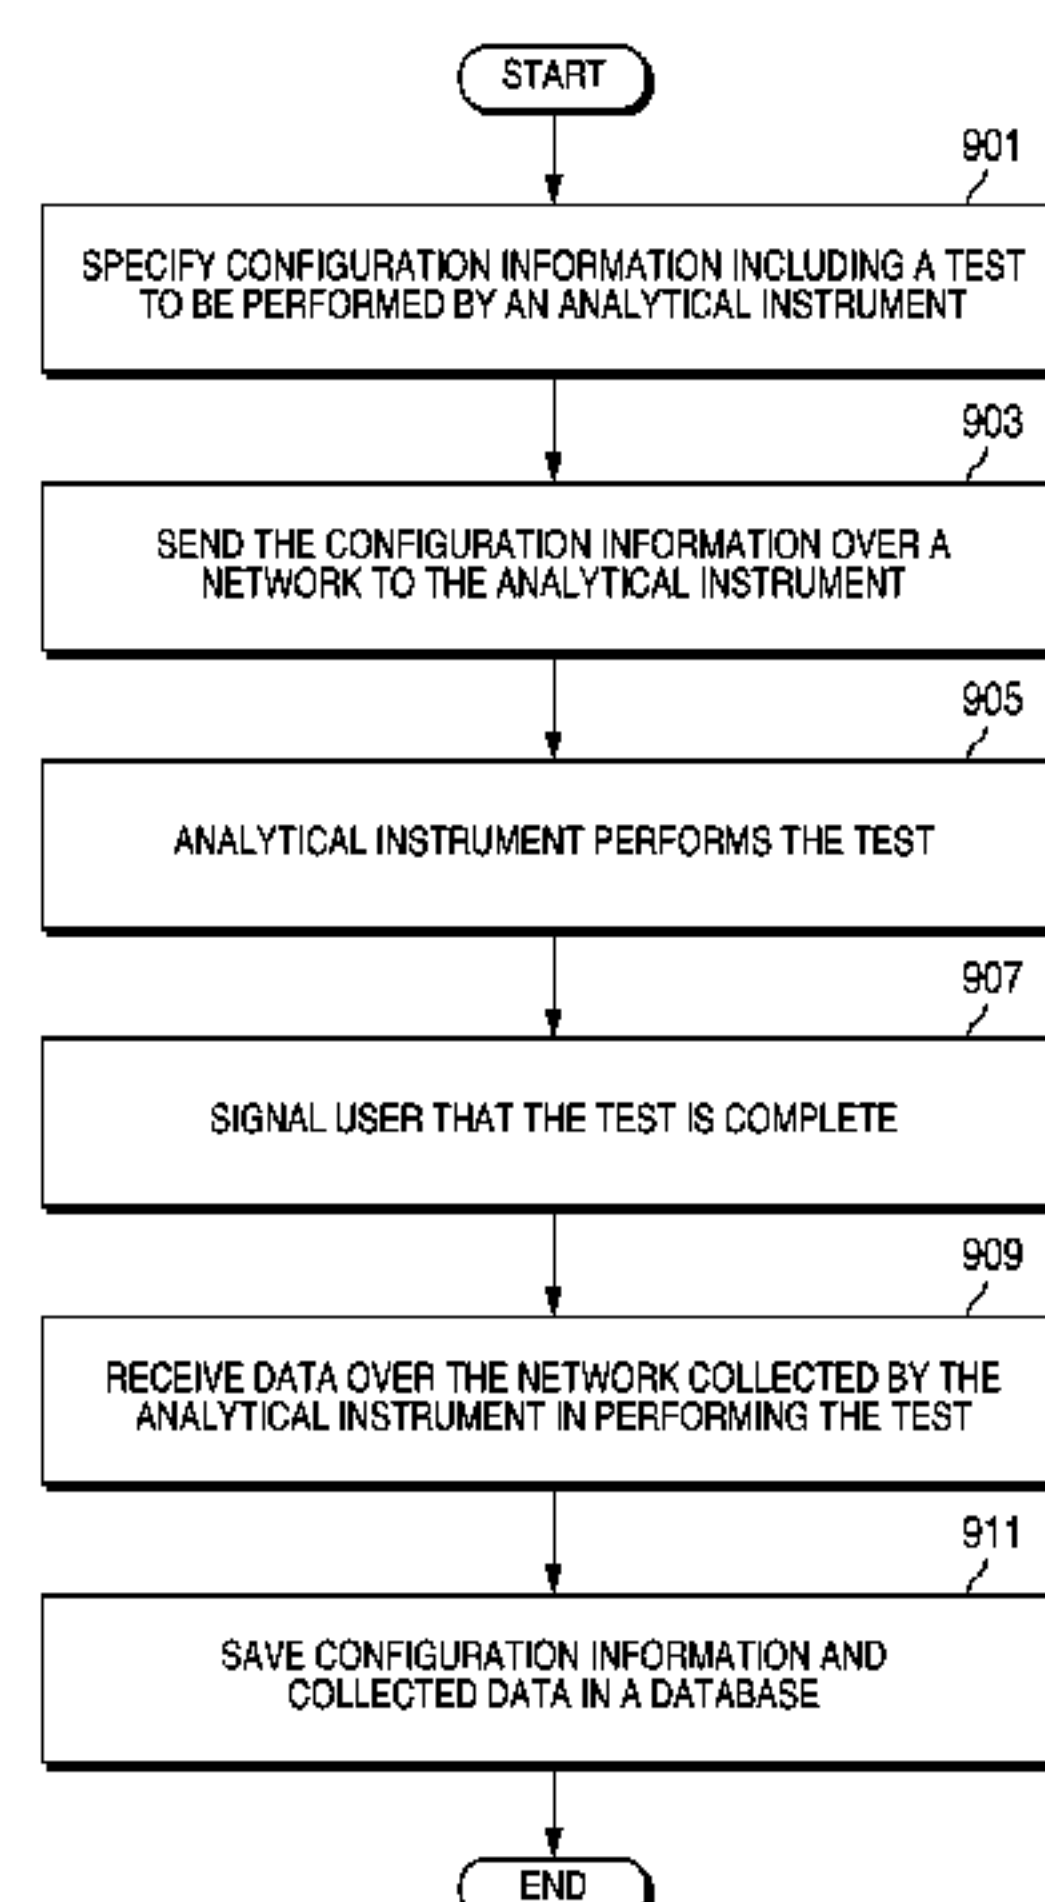 START
901
SPECIFY CONFIGURATION INFORMATION INCLUDING A TEST
TO BE PERFORMED BY AN ANALYTICAL INSTRUMENT
903
SEND THE CONFIGURATION INFORMATION OVER A
NETWORK TO THE ANALYTICAL INSTRUMENT
905
ANALYTICAL INSTRUMENT PERFORMS THE TEST
907
SIGNAL USER THAT THE TEST IS COMPLETE
909
RECEIVE DATA OVER THE NETWORK COLLECTED BY THE
ANALYTICAL INSTRUMENT IN PERFORMING THE TEST
911
SAVE CONFIGURATION INFORMATION AND
COLLECTED DATA IN A DATABASE
END